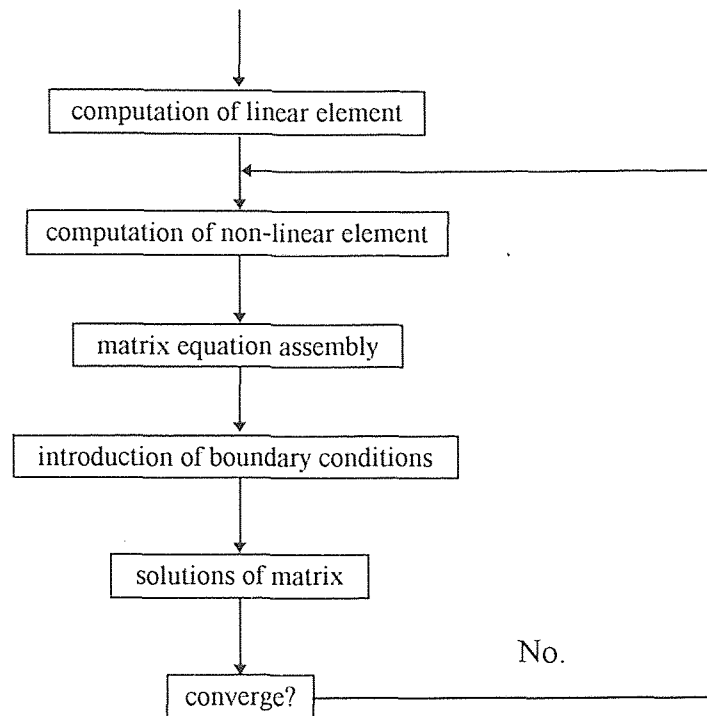 computation of linear element
computation of non-linear element
matrix equation assembly
introduction of boundary conditions
solutions of matrix
No.
converge?